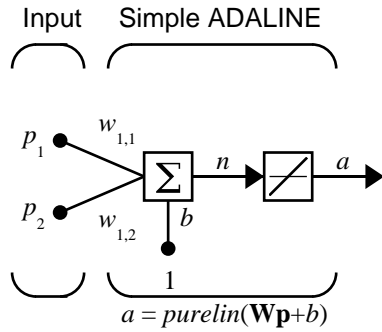 Input Simple ADALINE
p1 w1,1
Σ n a
p2 w1,2 b
1
a = purelin(Wp+b)